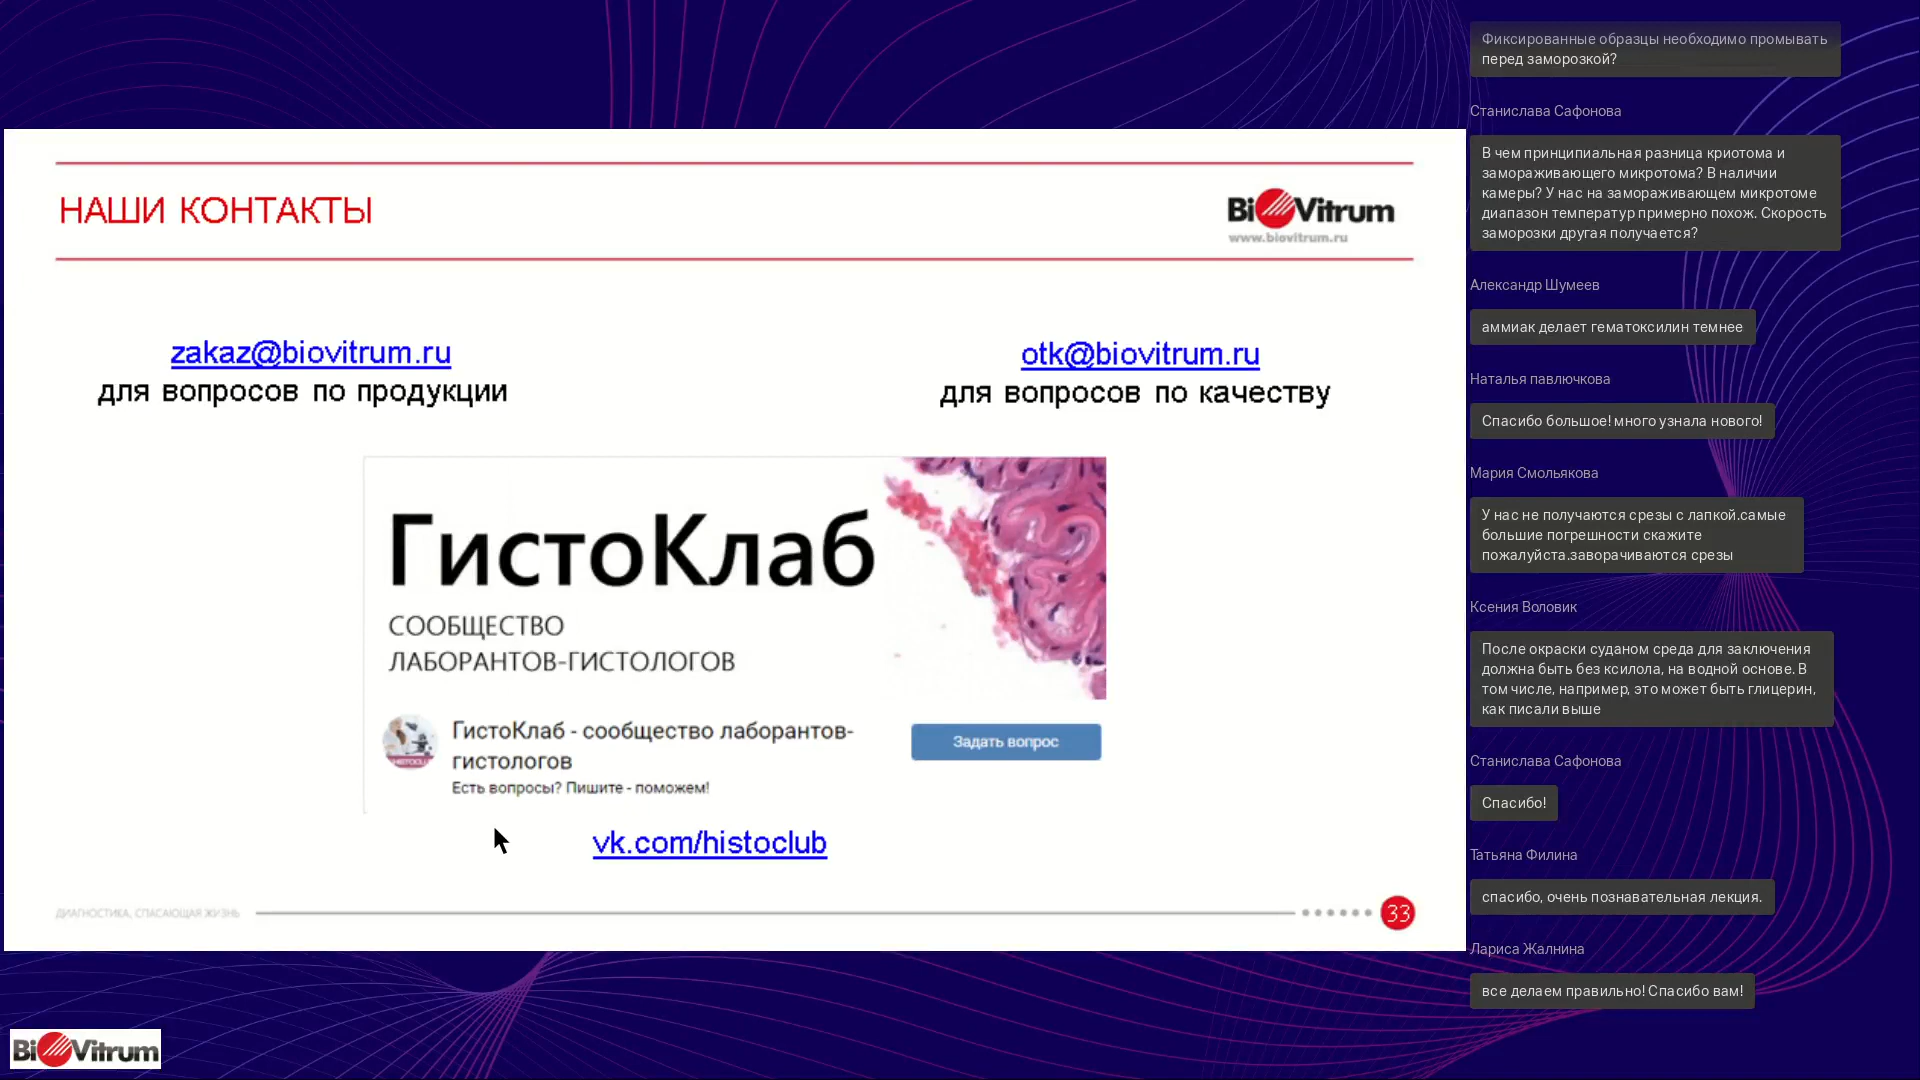 НАШИ КОНТАКТЫ
BioVitrum
www.biovitrum.ru
zakaz@biovitrum.ru
для вопросов по продукции
otk@biovitrum.ru
для вопросов по качеству
ГистоКлаб
СООБЩЕСТВО
ЛАБОРАНТОВ-ГИСТОЛОГОВ
ГистоКлаб - сообщество лаборантов-
гистологов
Есть вопросы? Пишите - поможем!
Задать вопрос
vk.com/histoclub
ДИАГНОСТИКА, СПАСАЮЩАЯ ЖИЗНЬ
33
BioVitrum
Фиксированные образцы необходимо промывать
перед заморозкой?
Станислава Сафонова
В чем принципиальная разница криотома и
замораживающего микротома? В наличии
камеры? У нас на замораживающем микротоме
диапазон температур примерно похож. Скорость
заморозки другая получается?
Александр Шумеев
аммиак делает гематоксилин темнее
Наталья павлючкова
Спасибо большое! много узнала нового!
Мария Смольякова
У нас не получаются срезы с лапкой.самые
большие погрешности скажите
пожалуйста.заворачиваются срезы
Ксения Воловик
После окраски суданом среда для заключения
должна быть без ксилола, на водной основе. В
том числе, например, это может быть глицерин,
как писали выше
Станислава Сафонова
Спасибо!
Татьяна Филина
спасибо, очень познавательная лекция.
Лариса Жалнина
все делаем правильно! Спасибо вам!